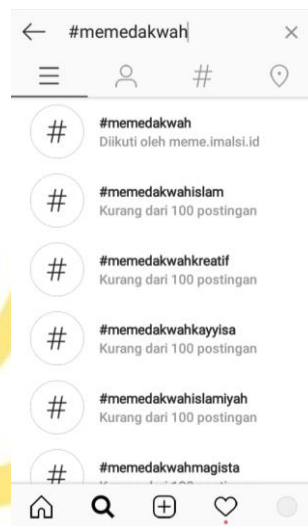 #memedakwah
#memedakwah
Diikuti oleh meme.imalsi.id
#memedakwahislam
Kurang dari 100 postingan
#memedakwahkreatif
Kurang dari 100 postingan
#memedakwahkayyisa
Kurang dari 100 postingan
#memedakwahislamiyah
Kurang dari 100 postingan
#memedakwahmagista